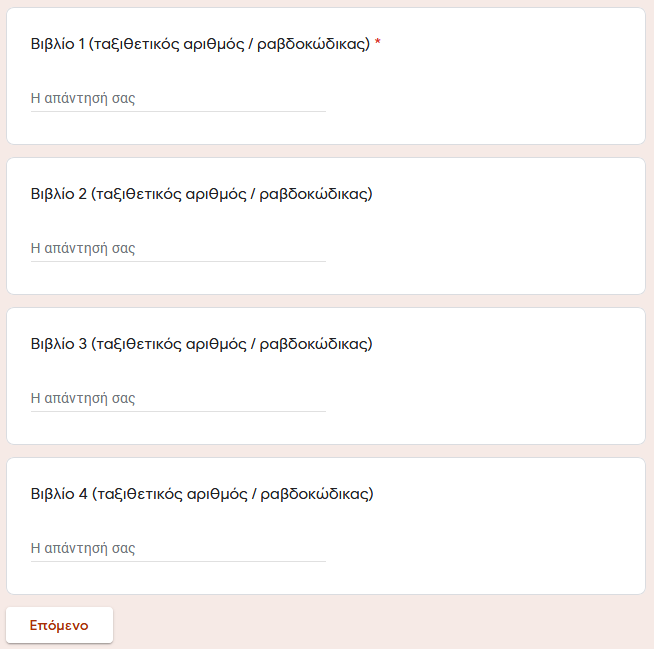 Βιβλίο 1 (ταξιθετικός αριθμός / ραβδοκώδικας) *
Η απάντησή σας
Βιβλίο 2 (ταξιθετικός αριθμός / ραβδοκώδικας)
Η απάντησή σας
Βιβλίο 3 (ταξιθετικός αριθμός / ραβδοκώδικας)
Η απάντησή σας
Βιβλίο 4 (ταξιθετικός αριθμός / ραβδοκώδικας)
Η απάντησή σας
Επόμενο